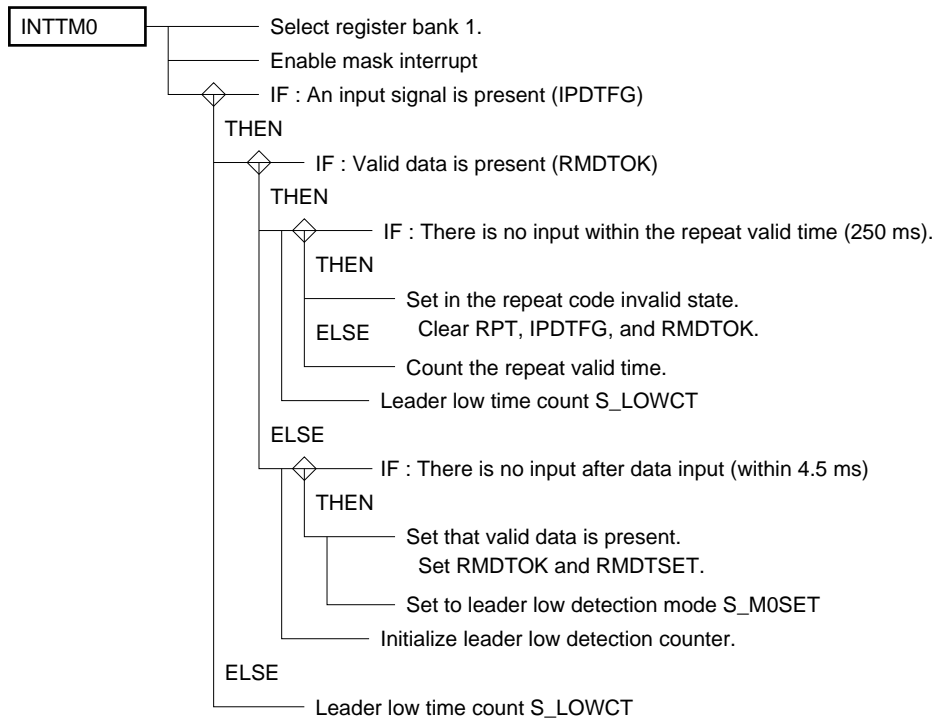 INTTM0
Select register bank 1.
Enable mask interrupt
IF : An input signal is present (IPDTFG)
THEN
IF : Valid data is present (RMDTOK)
THEN
IF : There is no input within the repeat valid time (250 ms).
THEN
Set in the repeat code invalid state.
ELSE
Clear RPT, IPDTFG, and RMDTOK.
Count the repeat valid time.
Leader low time count S_LOWCT
ELSE
IF : There is no input after data input (within 4.5 ms)
THEN
Set that valid data is present.
Set RMDTOK and RMDTSET.
Set to leader low detection mode S_M0SET
Initialize leader low detection counter.
ELSE
Leader low time count S_LOWCT